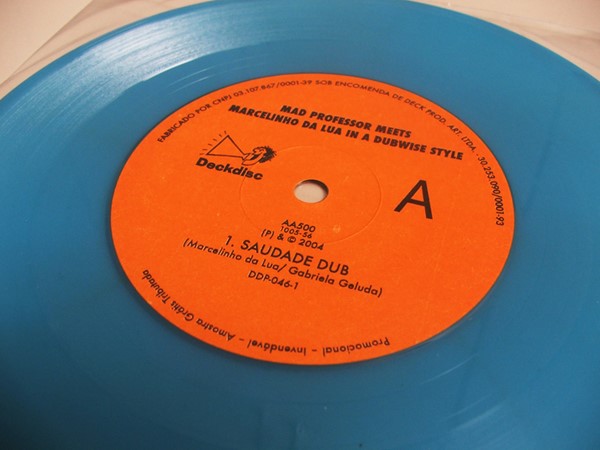 FABRICADO POR CNPJ 03.107.867/0001-39 SOB ENCOMENDA DE DECK PROD. ART. LTDA. - 30.253.090/0001-93
MAD PROFESSOR MEETS
MARCELINHO DA LUA IN A DUBWISE STYLE
Deckdisc
A
AA500
1005-56
(P) & © 2004
1. SAUDADE DUB
(Marcelinho da Lua/ Gabriela Geluda)
DDP-046-1
Promocional - Invendável - Amostra Grátis Tributada